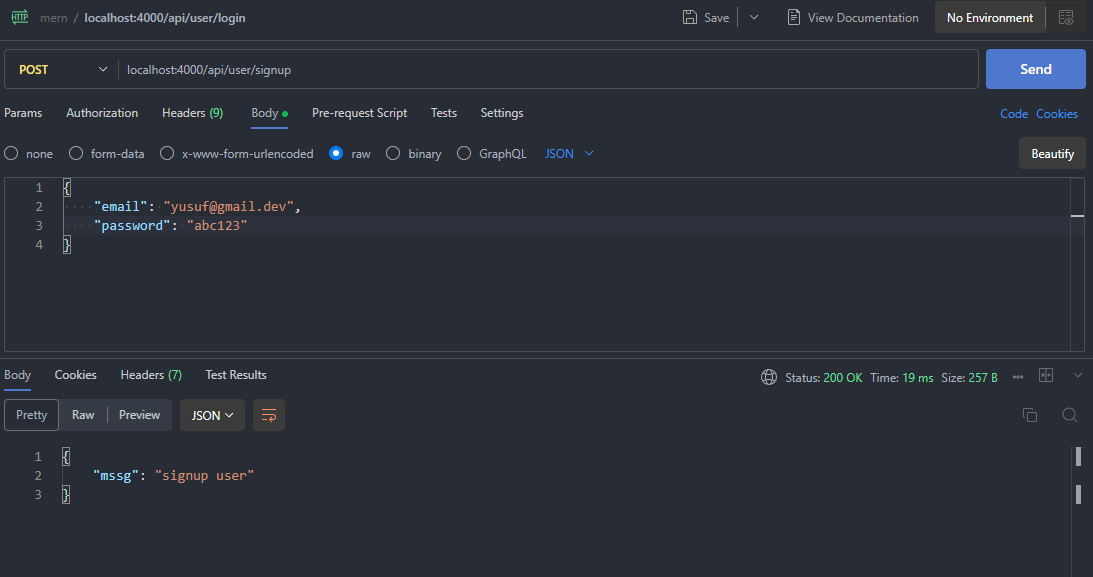 HTTP mern / localhost:4000/api/user/login Save View Documentation No Environment
POST localhost:4000/api/user/signup Send
Params Authorization Headers (9) Body Pre-request Script Tests Settings Code Cookies
none form-data x-www-form-urlencoded raw binary GraphQL JSON Beautify
1 {
2 "email": "yusuf@gmail.dev",
3 "password": "abc123"
4 }
Body Cookies Headers (7) Test Results Status: 200 OK Time: 19 ms Size: 257 B
Pretty Raw Preview JSON
1 {
2 "mssg": "signup user"
3 }